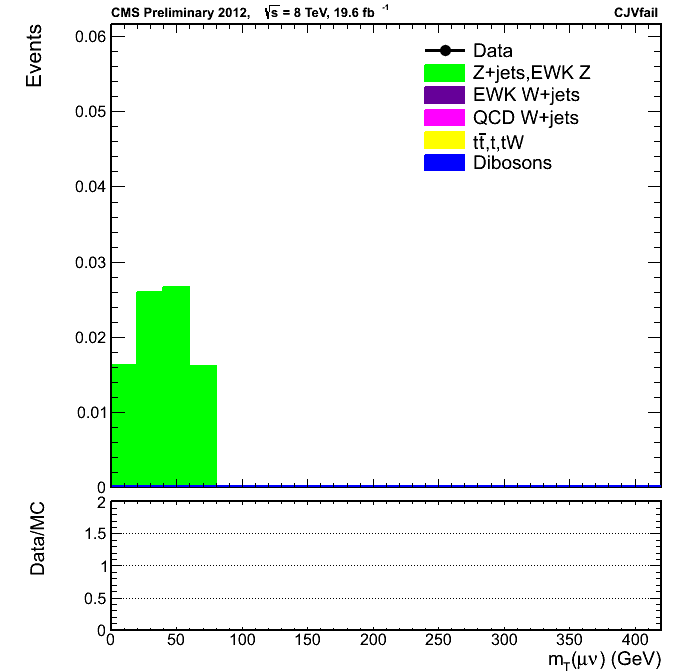 CMS Preliminary 2012, √s = 8 TeV, 19.6 fb⁻¹ CJVfail
Events
0.06
0.05
0.04
0.03
0.02
0.01
0
Data
Z+jets,EWK Z
EWK W+jets
QCD W+jets
tt̅,t,tW
Dibosons
Data/MC
2
1.5
1
0.5
0
0 50 100 150 200 250 300 350 400
m_T(μν) (GeV)